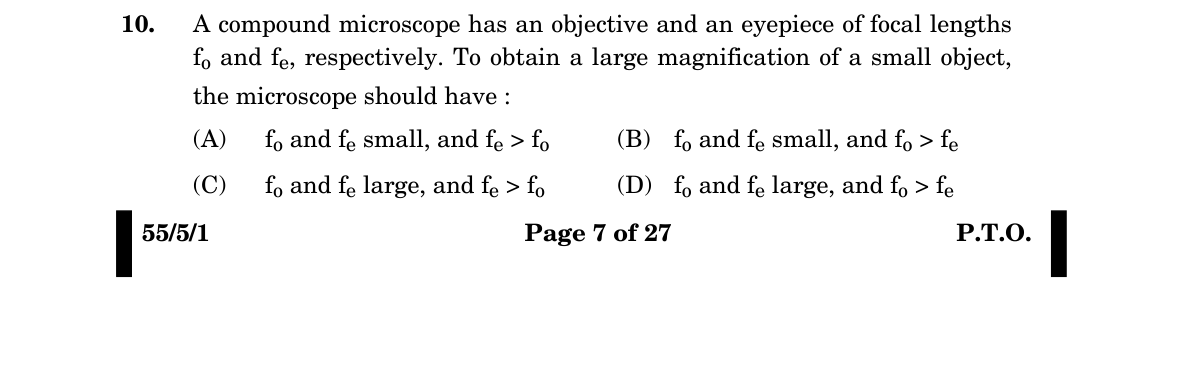 10. A compound microscope has an objective and an eyepiece of focal lengths
fₒ and fₑ, respectively. To obtain a large magnification of a small object,
the microscope should have :
(A) fₒ and fₑ small, and fₑ > fₒ (B) fₒ and fₑ small, and fₒ > fₑ
(C) fₒ and fₑ large, and fₑ > fₒ (D) fₒ and fₑ large, and fₒ > fₑ
55/5/1 Page 7 of 27 P.T.O.